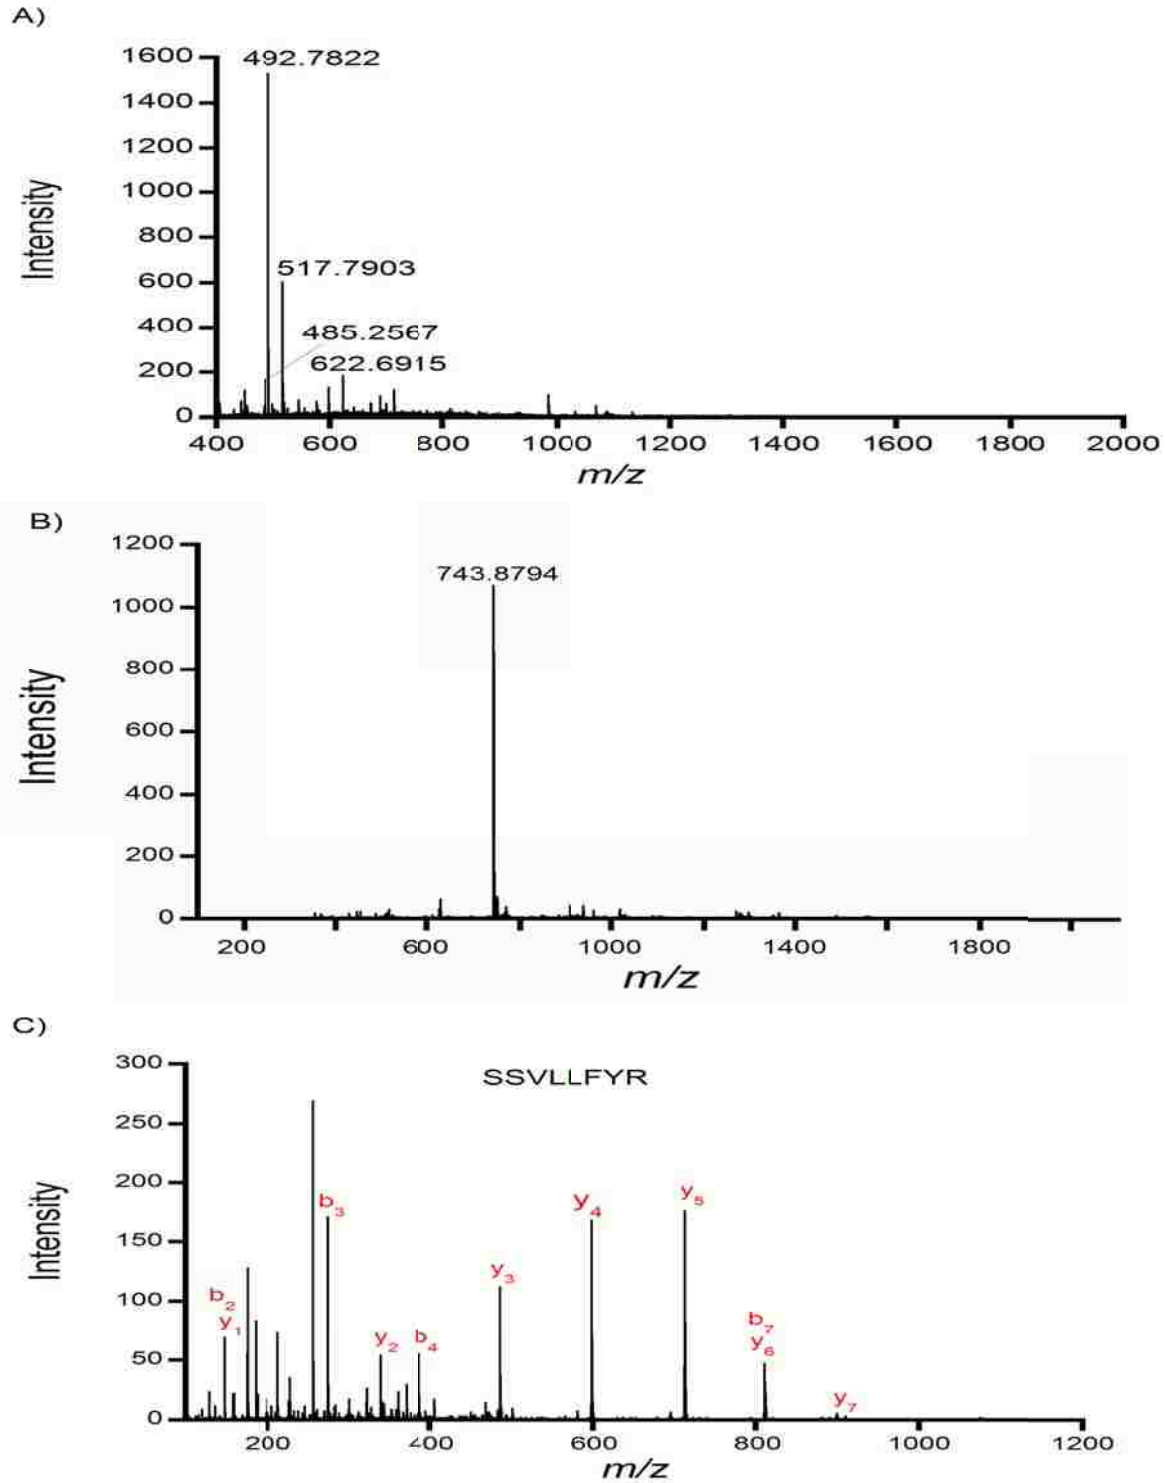 A)
1600
492.7822
1400
1200
1000
800
600
517.7903
400
485.2567
622.6915
200
0
400 600 800 1000 1200 1400 1600 1800 2000
Intensity
m/z
B)
1200
743.8794
1000
800
600
400
200
0
200 600 1000 1400 1800
Intensity
m/z
C)
300
SSVLLFYR
250
200
b3 y4 y5
150
y3
100
b2
y1 y2 b4
b7
y6
50
y7
0
200 400 600 800 1000 1200
Intensity
m/z